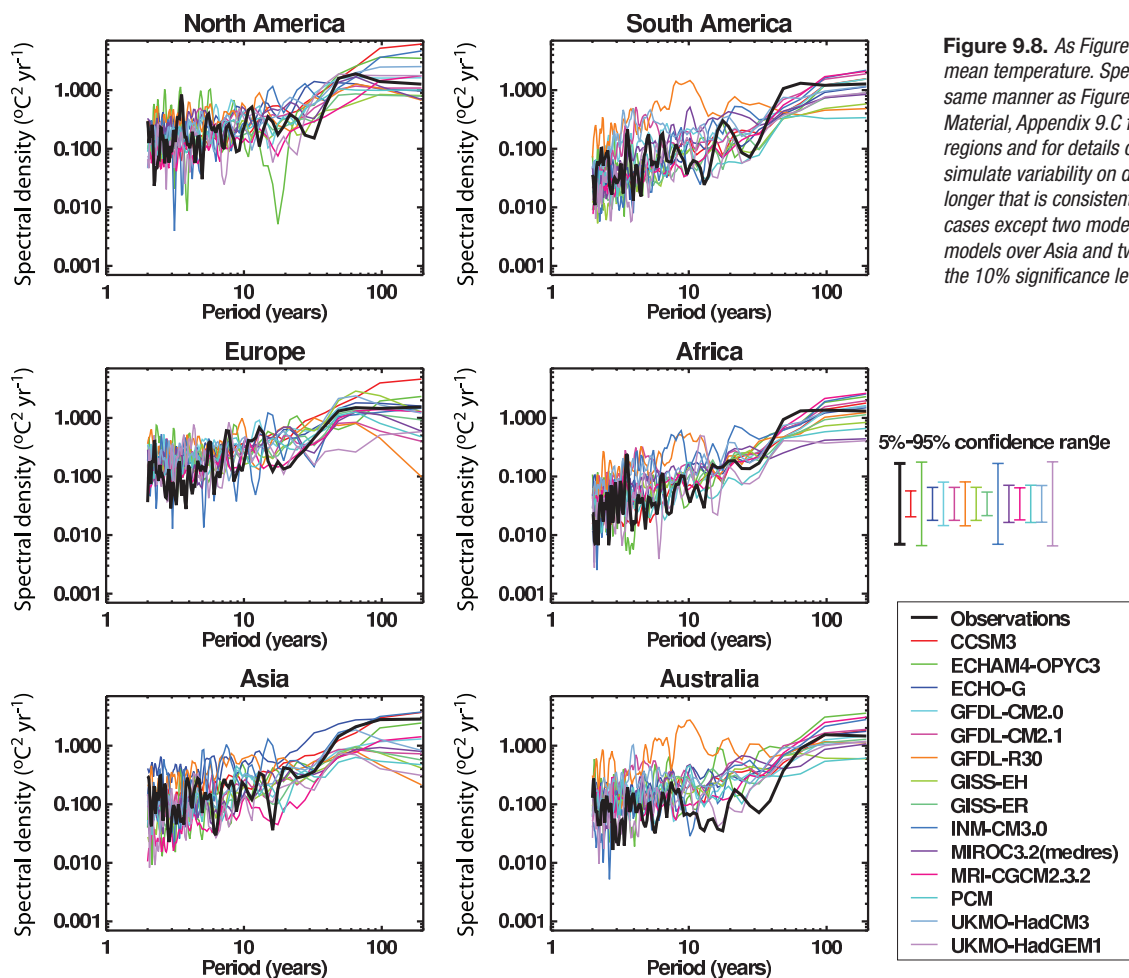 North America
South America
Spectral density (ºC² yr⁻¹)
1.000
0.100
0.010
0.001
1 10 100
Period (years)
Spectral density (ºC² yr⁻¹)
1.000
0.100
0.010
0.001
1 10 100
Period (years)
Figure 9.8. As Figure
mean temperature. Spe
same manner as Figure
Material, Appendix 9.C f
regions and for details o
simulate variability on d
longer that is consistent
cases except two mode
models over Asia and tw
the 10% significance le
Europe
Africa
Spectral density (ºC² yr⁻¹)
1.000
0.100
0.010
0.001
1 10 100
Period (years)
Spectral density (ºC² yr⁻¹)
1.000
0.100
0.010
0.001
1 10 100
Period (years)
5%-95% confidence range
Asia
Australia
Spectral density (ºC² yr⁻¹)
1.000
0.100
0.010
0.001
1 10 100
Period (years)
Spectral density (ºC² yr⁻¹)
1.000
0.100
0.010
0.001
1 10 100
Period (years)
Observations
CCSM3
ECHAM4-OPYC3
ECHO-G
GFDL-CM2.0
GFDL-CM2.1
GFDL-R30
GISS-EH
GISS-ER
INM-CM3.0
MIROC3.2(medres)
MRI-CGCM2.3.2
PCM
UKMO-HadCM3
UKMO-HadGEM1